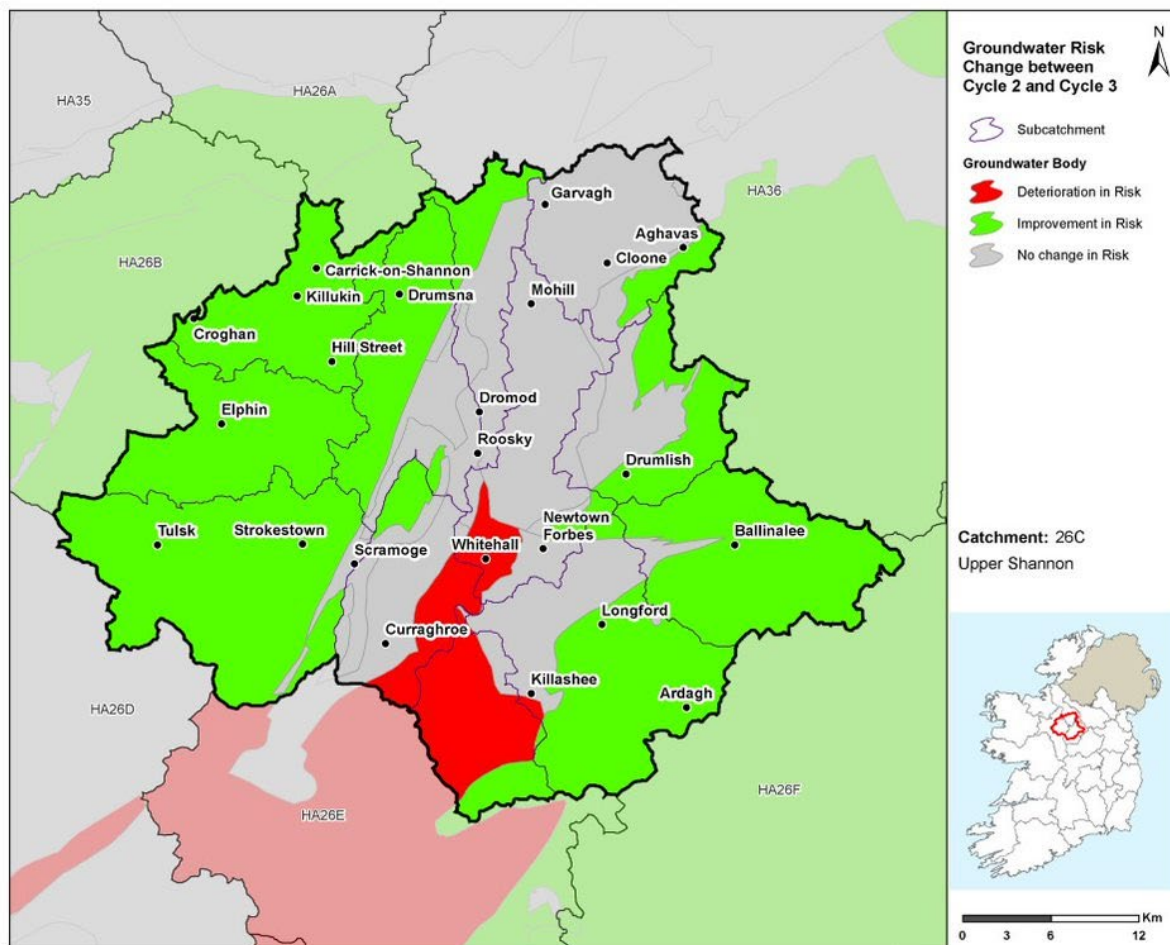 HA35
HA26A
HA26B
HA36
HA26D
HA26E
HA26F
Garvagh
Aghavas
Cloone
Carrick-on-Shannon
Killukin
Drumsna
Mohill
Croghan
Hill Street
Dromod
Elphin
Roosky
Drumlish
Tulsk
Strokestown
Scramoge
Whitehall
Newtown
Forbes
Ballinalee
Longford
Curraghroe
Killashee
Ardagh
Groundwater Risk
Change between
Cycle 2 and Cycle 3
N
Subcatchment
Groundwater Body
Deterioration in Risk
Improvement in Risk
No change in Risk
Catchment: 26C
Upper Shannon
Km
0 3 6 12